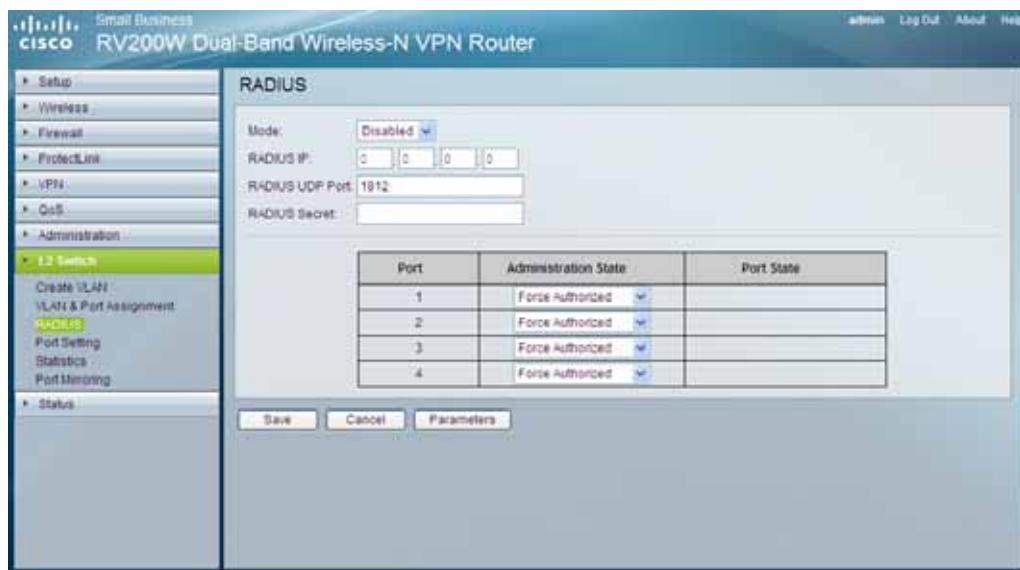 Small Business
cisco RV200W Dual-Band Wireless-N VPN Router
admin Log Out About Help
Setup
Wireless
Firewall
ProtectLink
VPN
QoS
Administration
L2 Switch
Create VLAN
VLAN & Port Assignment
RADIUS
Port Setting
Statistics
Port Mirroring
Status
RADIUS
Mode: Disabled
RADIUS IP: 0 . 0 . 0 . 0
RADIUS UDP Port: 1812
RADIUS Secret:
Port Administration State Port State
1 Force Authorized
2 Force Authorized
3 Force Authorized
4 Force Authorized
Save Cancel Parameters